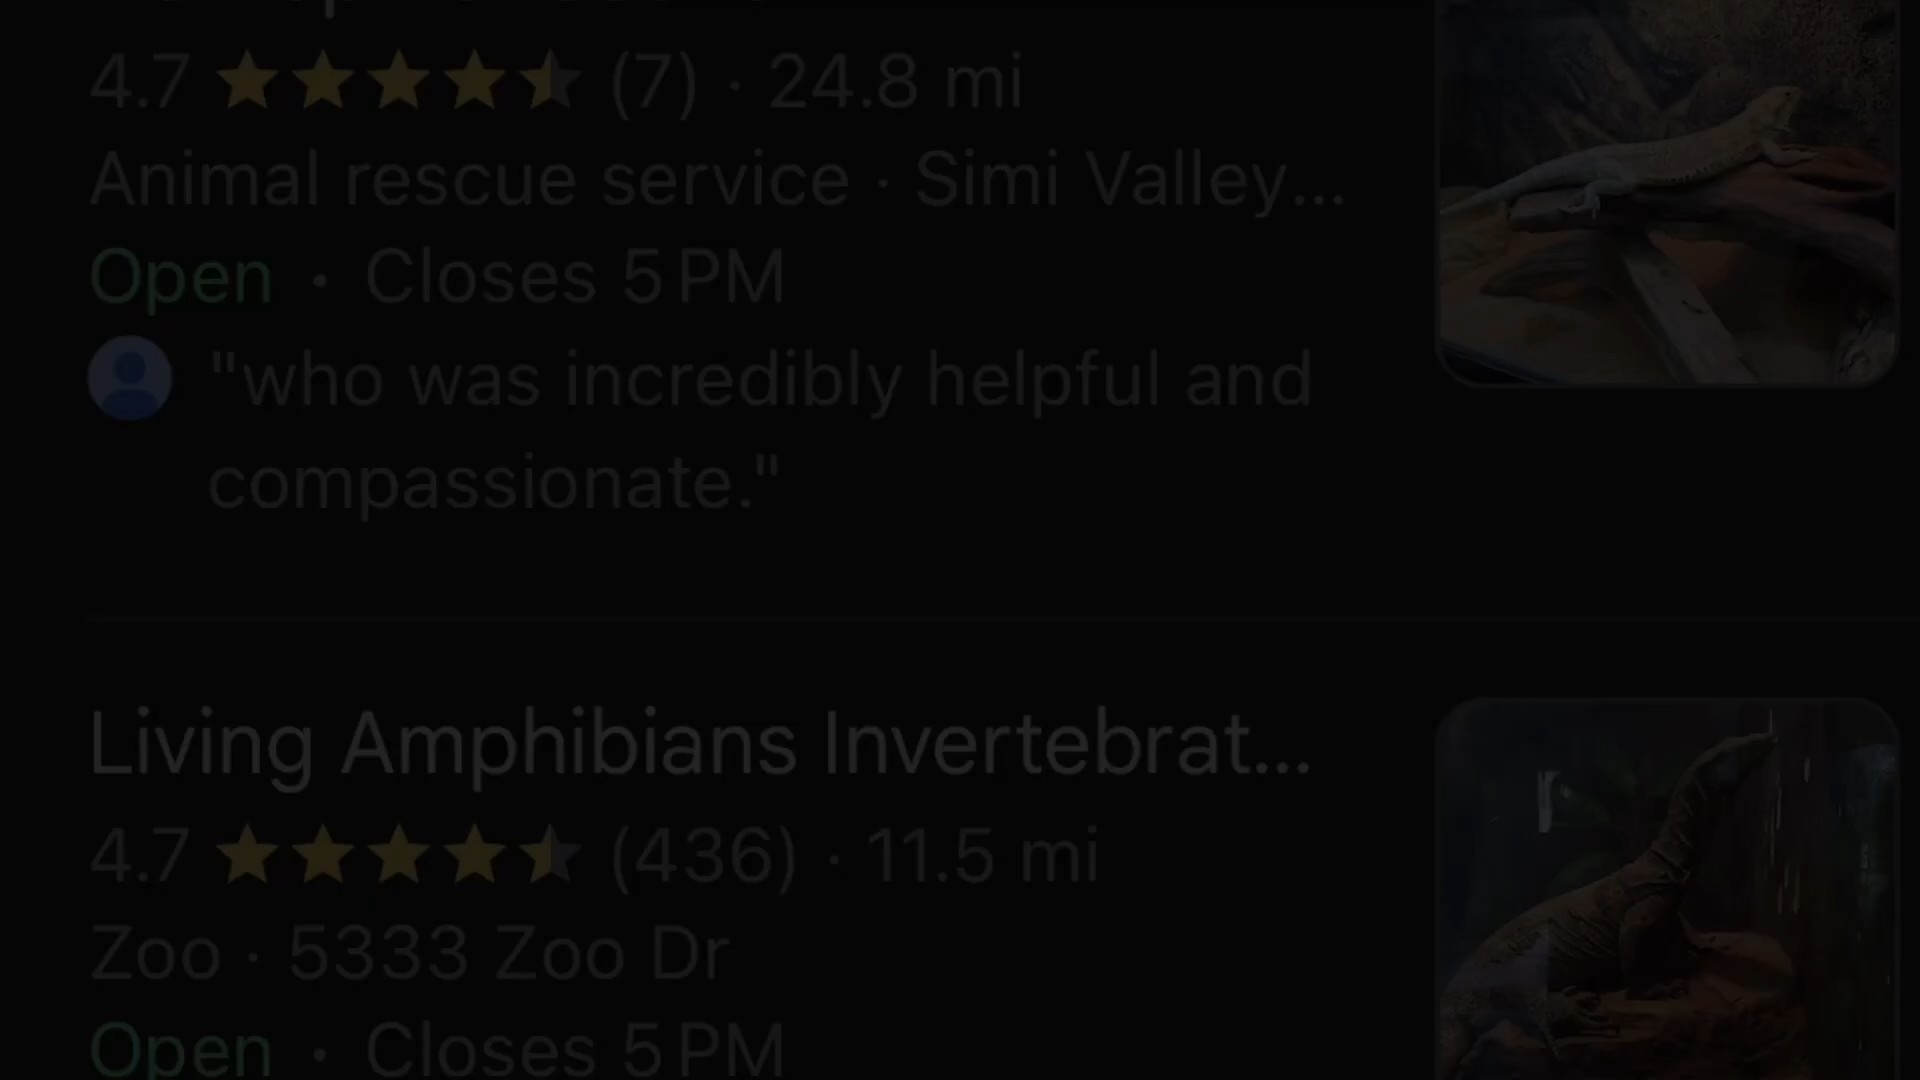 4.7 (7) · 24.8 mi
Animal rescue service · Simi Valley...
Open · Closes 5 PM
"who was incredibly helpful and
compassionate."
Living Amphibians Invertebrat...
4.7 (436) · 11.5 mi
Zoo · 5333 Zoo Dr
Open · Closes 5 PM